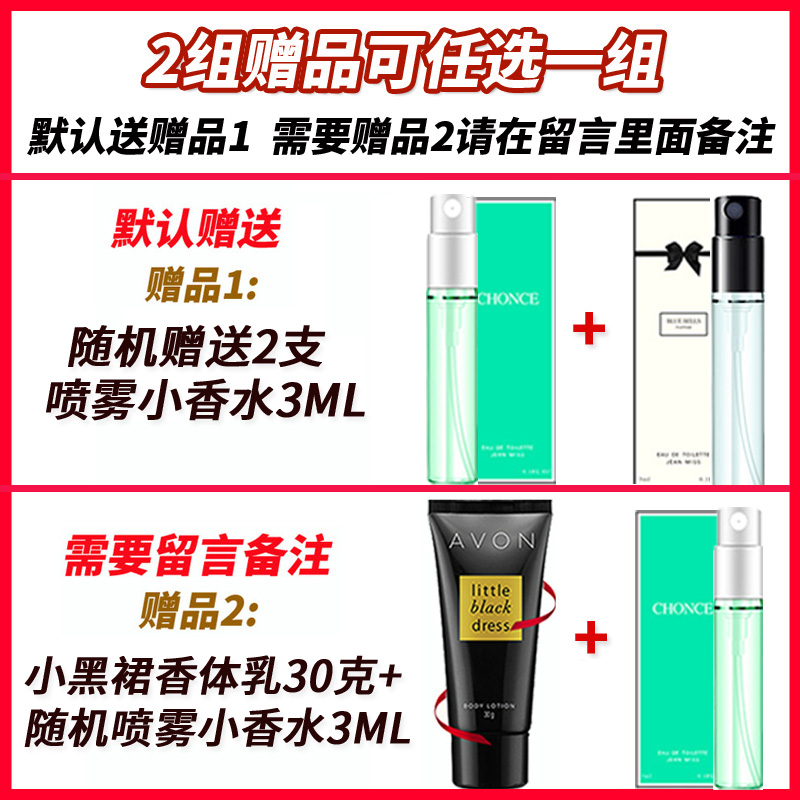 2组赠品可任选一组
默认送赠品1 需要赠品2请在留言里面备注
默认赠送
赠品1:
随机赠送2支
喷雾小香水3ML
CHONCE
EAU DE TOILETTE
JEAN MISS
+
BLUE BELLS
EAU DE TOILETTE
JEAN MISS
需要留言备注
赠品2:
小黑裙香体乳30克+
随机喷雾小香水3ML
AVON
little
black
dress
BODY LOTION
30g
+
CHONCE
EAU DE TOILETTE
JEAN MISS